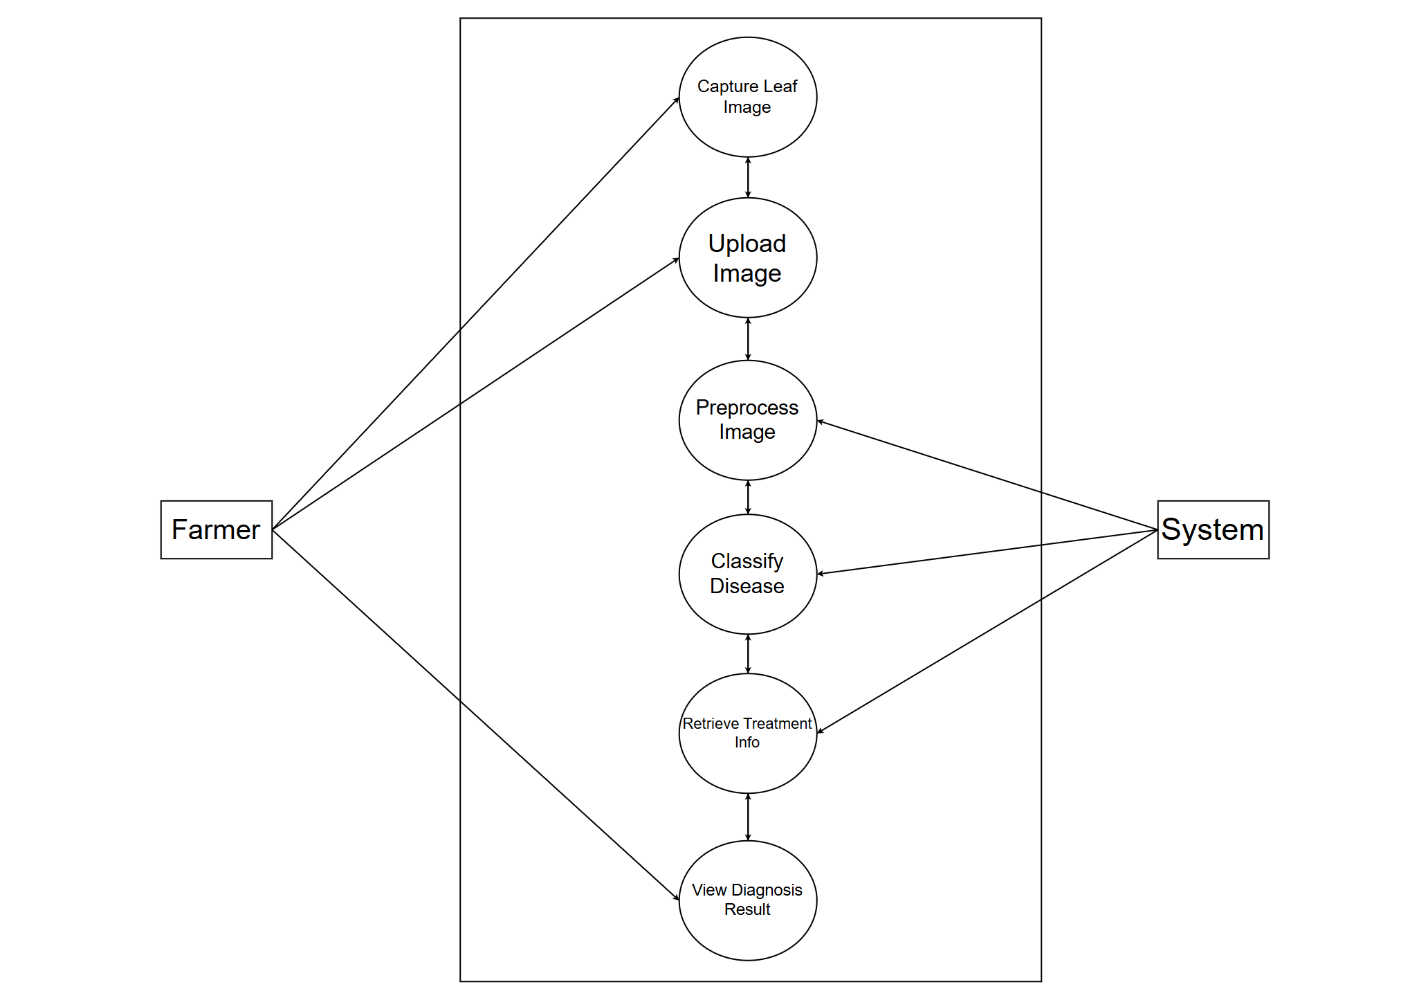 Capture Leaf
Image
Upload
Image
Preprocess
Image
Farmer
System
Classify
Disease
Retrieve Treatment
Info
View Diagnosis
Result